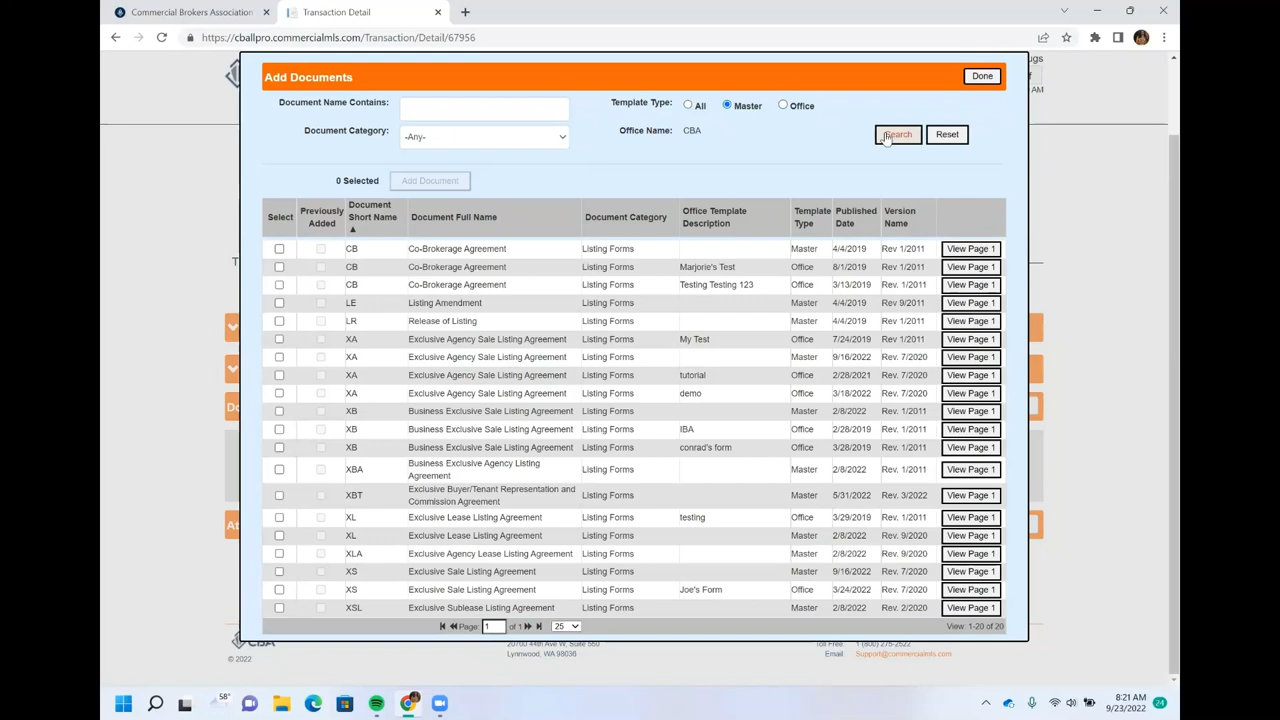 Commercial Brokers Association
Transaction Detail
https://cballpro.commercialmls.com/Transaction/Detail/67956
Add Documents
Done
Document Name Contains:
Template Type:
All
Master
Office
Document Category:
-Any-
Office Name:
CBA
Search
Reset
0 Selected
Add Document
Select
Previously Added
Document Short Name
Document Full Name
Document Category
Office Template Description
Template Type
Published Date
Version Name
CB Co-Brokerage Agreement Listing Forms Master 4/4/2019 Rev 1/2011 View Page 1
CB Co-Brokerage Agreement Listing Forms Marjorie's Test Office 8/1/2019 Rev 1/2011 View Page 1
CB Co-Brokerage Agreement Listing Forms Testing Testing 123 Office 3/13/2019 Rev. 1/2011 View Page 1
LE Listing Amendment Listing Forms Master 4/4/2019 Rev 9/2011 View Page 1
LR Release of Listing Listing Forms Master 4/4/2019 Rev 1/2011 View Page 1
XA Exclusive Agency Sale Listing Agreement Listing Forms My Test Office 7/24/2019 Rev 1/2011 View Page 1
XA Exclusive Agency Sale Listing Agreement Listing Forms Master 9/16/2022 Rev. 7/2020 View Page 1
XA Exclusive Agency Sale Listing Agreement Listing Forms tutorial Office 2/28/2021 Rev. 7/2020 View Page 1
XA Exclusive Agency Sale Listing Agreement Listing Forms demo Office 3/18/2022 Rev. 7/2020 View Page 1
XB Business Exclusive Sale Listing Agreement Listing Forms Master 2/8/2022 Rev. 1/2011 View Page 1
XB Business Exclusive Sale Listing Agreement Listing Forms IBA Office 2/28/2019 Rev. 1/2011 View Page 1
XB Business Exclusive Sale Listing Agreement Listing Forms conrad's form Office 3/28/2019 Rev. 1/2011 View Page 1
XBA Business Exclusive Agency Listing Agreement Listing Forms Master 2/8/2022 Rev. 1/2011 View Page 1
XBT Exclusive Buyer/Tenant Representation and Commission Agreement Listing Forms Master 5/31/2022 Rev. 3/2022 View Page 1
XL Exclusive Lease Listing Agreement Listing Forms testing Office 3/29/2019 Rev. 1/2011 View Page 1
XL Exclusive Lease Listing Agreement Listing Forms Master 2/8/2022 Rev. 9/2020 View Page 1
XLA Exclusive Agency Lease Listing Agreement Listing Forms Master 2/8/2022 Rev. 9/2020 View Page 1
XS Exclusive Sale Listing Agreement Listing Forms Master 9/16/2022 Rev. 7/2020 View Page 1
XS Exclusive Sale Listing Agreement Listing Forms Joe's Form Office 3/24/2022 Rev. 7/2020 View Page 1
XSL Exclusive Sublease Listing Agreement Listing Forms Master 2/8/2022 Rev. 2/2020 View Page 1
Page: 1 of 1 25
View 1-20 of 20
© 2022
20700 44th Ave W, Suite 550
Lynnwood, WA 98036
1 (800) 275-2522
Email: Support@commercialmls.com
58°
8:21 AM
9/23/2022
24